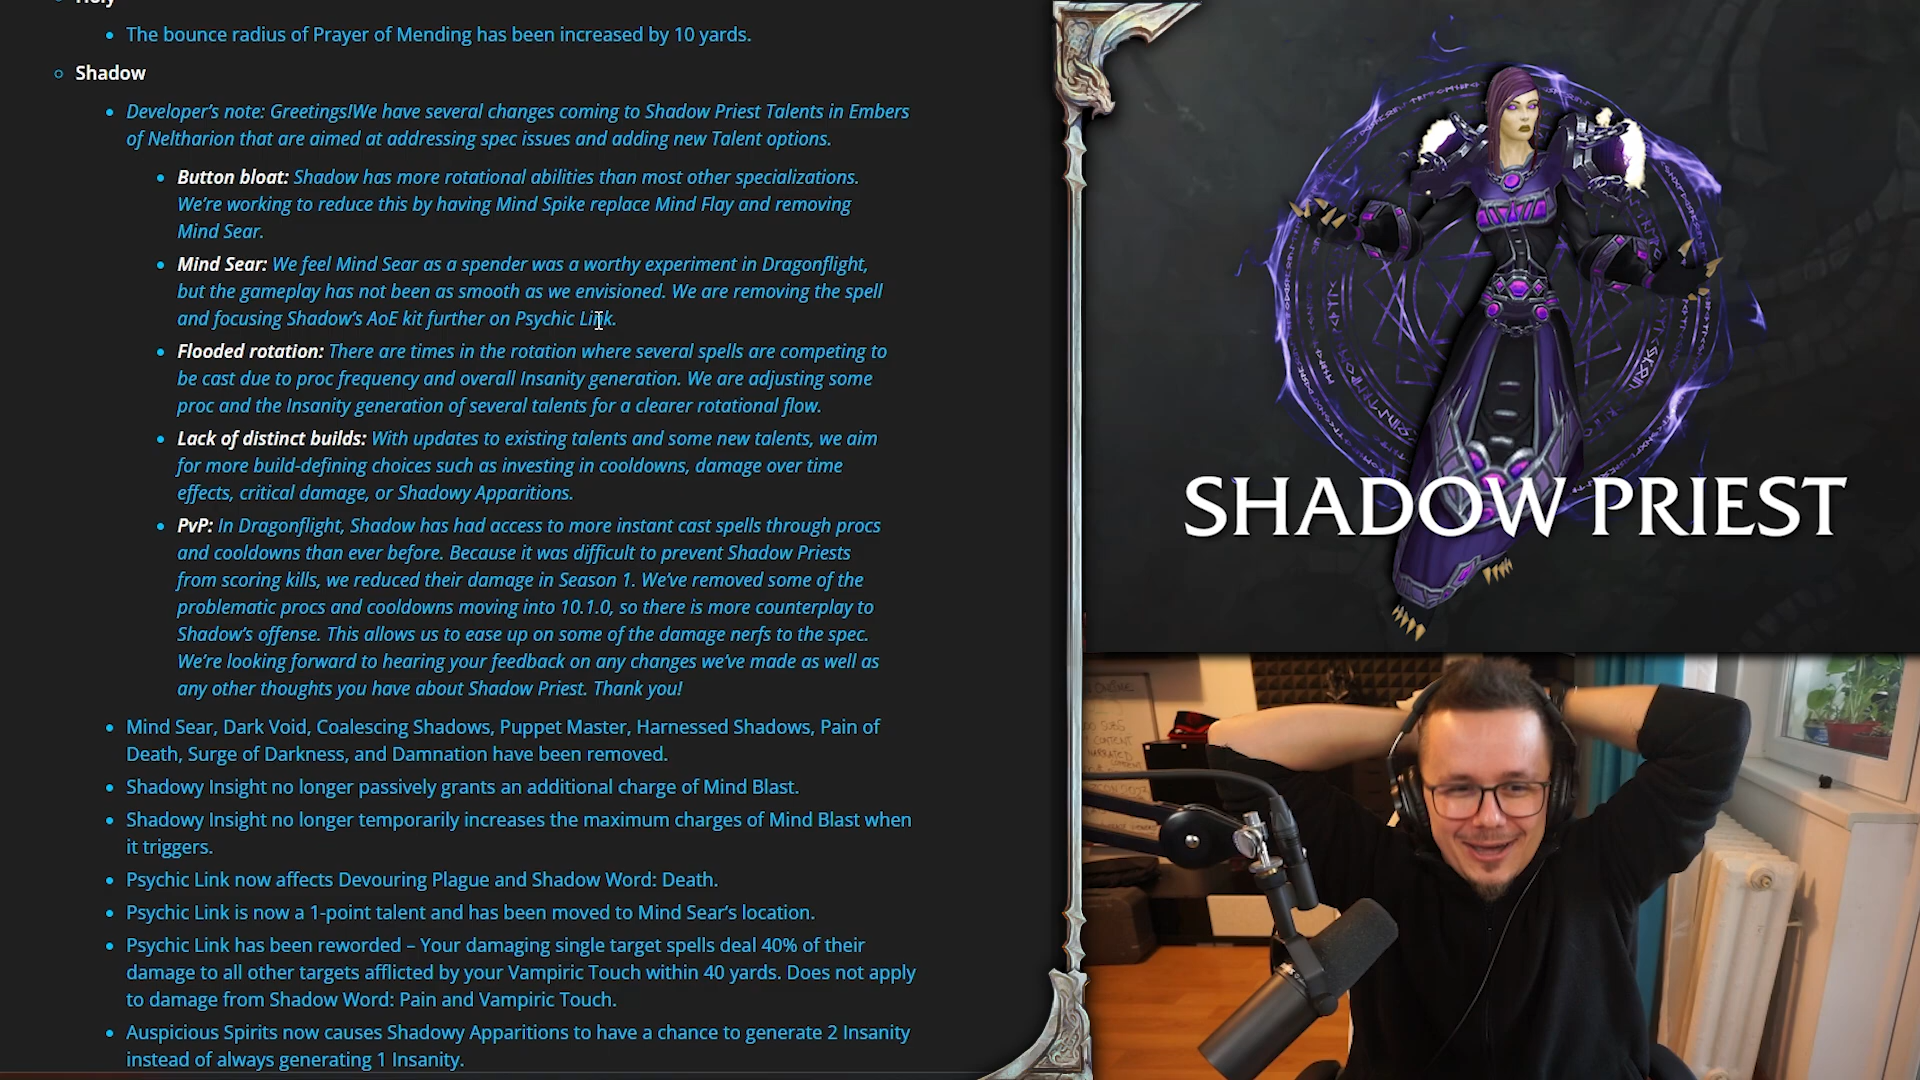 Holy
The bounce radius of Prayer of Mending has been increased by 10 yards.
Shadow
Developer's note: Greetings!We have several changes coming to Shadow Priest Talents in Embers
of Neltharion that are aimed at addressing spec issues and adding new Talent options.
Button bloat: Shadow has more rotational abilities than most other specializations.
We're working to reduce this by having Mind Spike replace Mind Flay and removing
Mind Sear.
Mind Sear: We feel Mind Sear as a spender was a worthy experiment in Dragonflight,
but the gameplay has not been as smooth as we envisioned. We are removing the spell
and focusing Shadow's AoE kit further on Psychic Link.
Flooded rotation: There are times in the rotation where several spells are competing to
be cast due to proc frequency and overall Insanity generation. We are adjusting some
proc and the Insanity generation of several talents for a clearer rotational flow.
Lack of distinct builds: With updates to existing talents and some new talents, we aim
for more build-defining choices such as investing in cooldowns, damage over time
effects, critical damage, or Shadowy Apparitions.
PvP: In Dragonflight, Shadow has had access to more instant cast spells through procs
and cooldowns than ever before. Because it was difficult to prevent Shadow Priests
from scoring kills, we reduced their damage in Season 1. We've removed some of the
problematic procs and cooldowns moving into 10.1.0, so there is more counterplay to
Shadow's offense. This allows us to ease up on some of the damage nerfs to the spec.
We're looking forward to hearing your feedback on any changes we've made as well as
any other thoughts you have about Shadow Priest. Thank you!
Mind Sear, Dark Void, Coalescing Shadows, Puppet Master, Harnessed Shadows, Pain of
Death, Surge of Darkness, and Damnation have been removed.
Shadowy Insight no longer passively grants an additional charge of Mind Blast.
Shadowy Insight no longer temporarily increases the maximum charges of Mind Blast when
it triggers.
Psychic Link now affects Devouring Plague and Shadow Word: Death.
Psychic Link is now a 1-point talent and has been moved to Mind Sear's location.
Psychic Link has been reworded – Your damaging single target spells deal 40% of their
damage to all other targets afflicted by your Vampiric Touch within 40 yards. Does not apply
to damage from Shadow Word: Pain and Vampiric Touch.
Auspicious Spirits now causes Shadowy Apparitions to have a chance to generate 2 Insanity
instead of always generating 1 Insanity.
SHADOW PRIEST
CONTENT